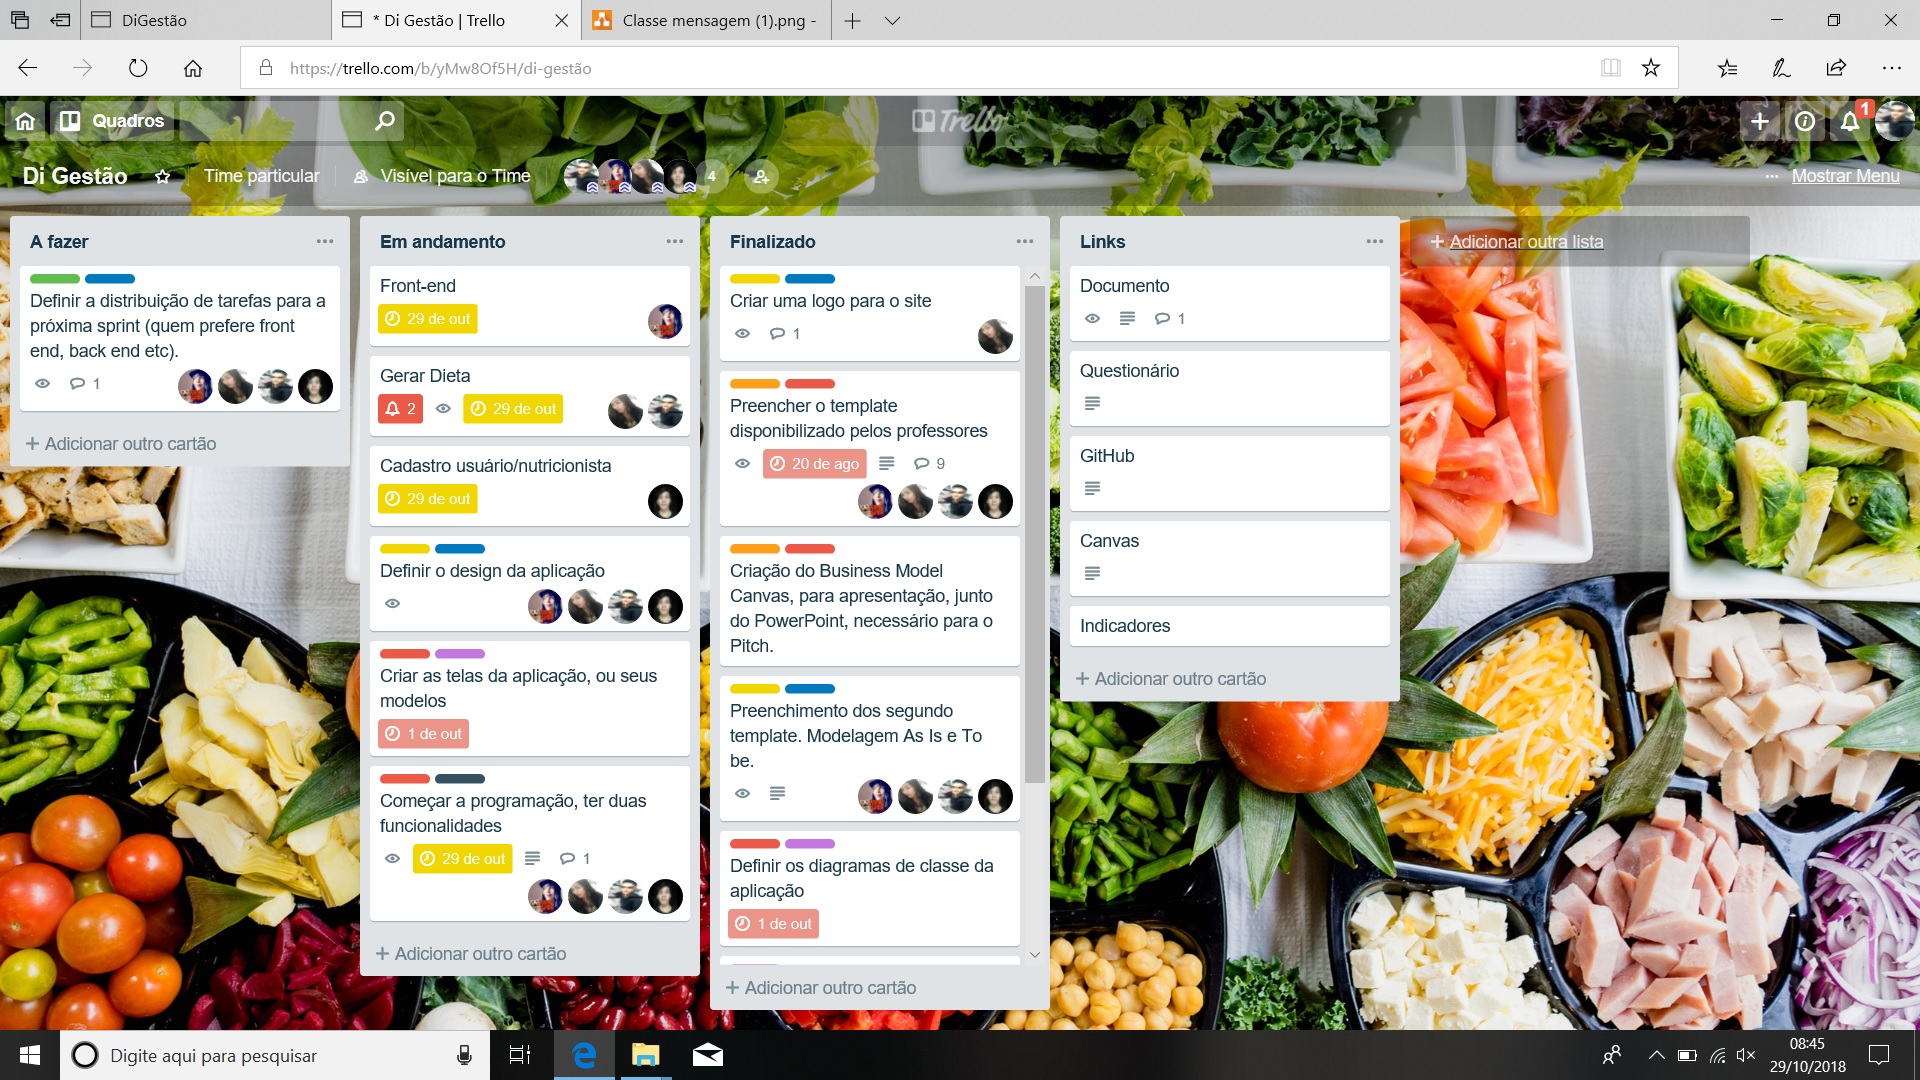 DiGestão
* Di Gestão | Trello
Classe mensagem (1).png -
https://trello.com/b/yMw8Of5H/di-gestão
Quadros
Trello
1
Di Gestão
Time particular
Visível para o Time
4
Mostrar Menu
A fazer
Definir a distribuição de tarefas para a
próxima sprint (quem prefere front
end, back end etc).
1
+ Adicionar outro cartão
Em andamento
Front-end
29 de out
Gerar Dieta
2
29 de out
Cadastro usuário/nutricionista
29 de out
Definir o design da aplicação
Criar as telas da aplicação, ou seus
modelos
1 de out
Começar a programação, ter duas
funcionalidades
29 de out
1
+ Adicionar outro cartão
Finalizado
Criar uma logo para o site
1
Preencher o template
disponibilizado pelos professores
20 de ago
9
Criação do Business Model
Canvas, para apresentação, junto
do PowerPoint, necessário para o
Pitch.
Preenchimento dos segundo
template. Modelagem As Is e To
be.
Definir os diagramas de classe da
aplicação
1 de out
+ Adicionar outro cartão
Links
Documento
1
Questionário
GitHub
Canvas
Indicadores
+ Adicionar outro cartão
+ Adicionar outra lista
Digite aqui para pesquisar
08:45
29/10/2018